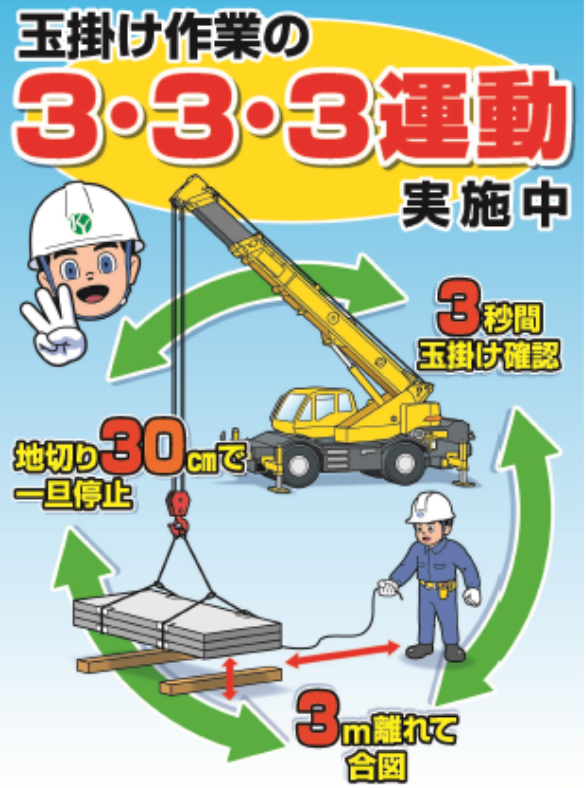 玉掛け作業の
3・3・3運動
実施中
KY
3秒間
玉掛け確認
地切り30cmで
一旦停止
3m離れて
合図